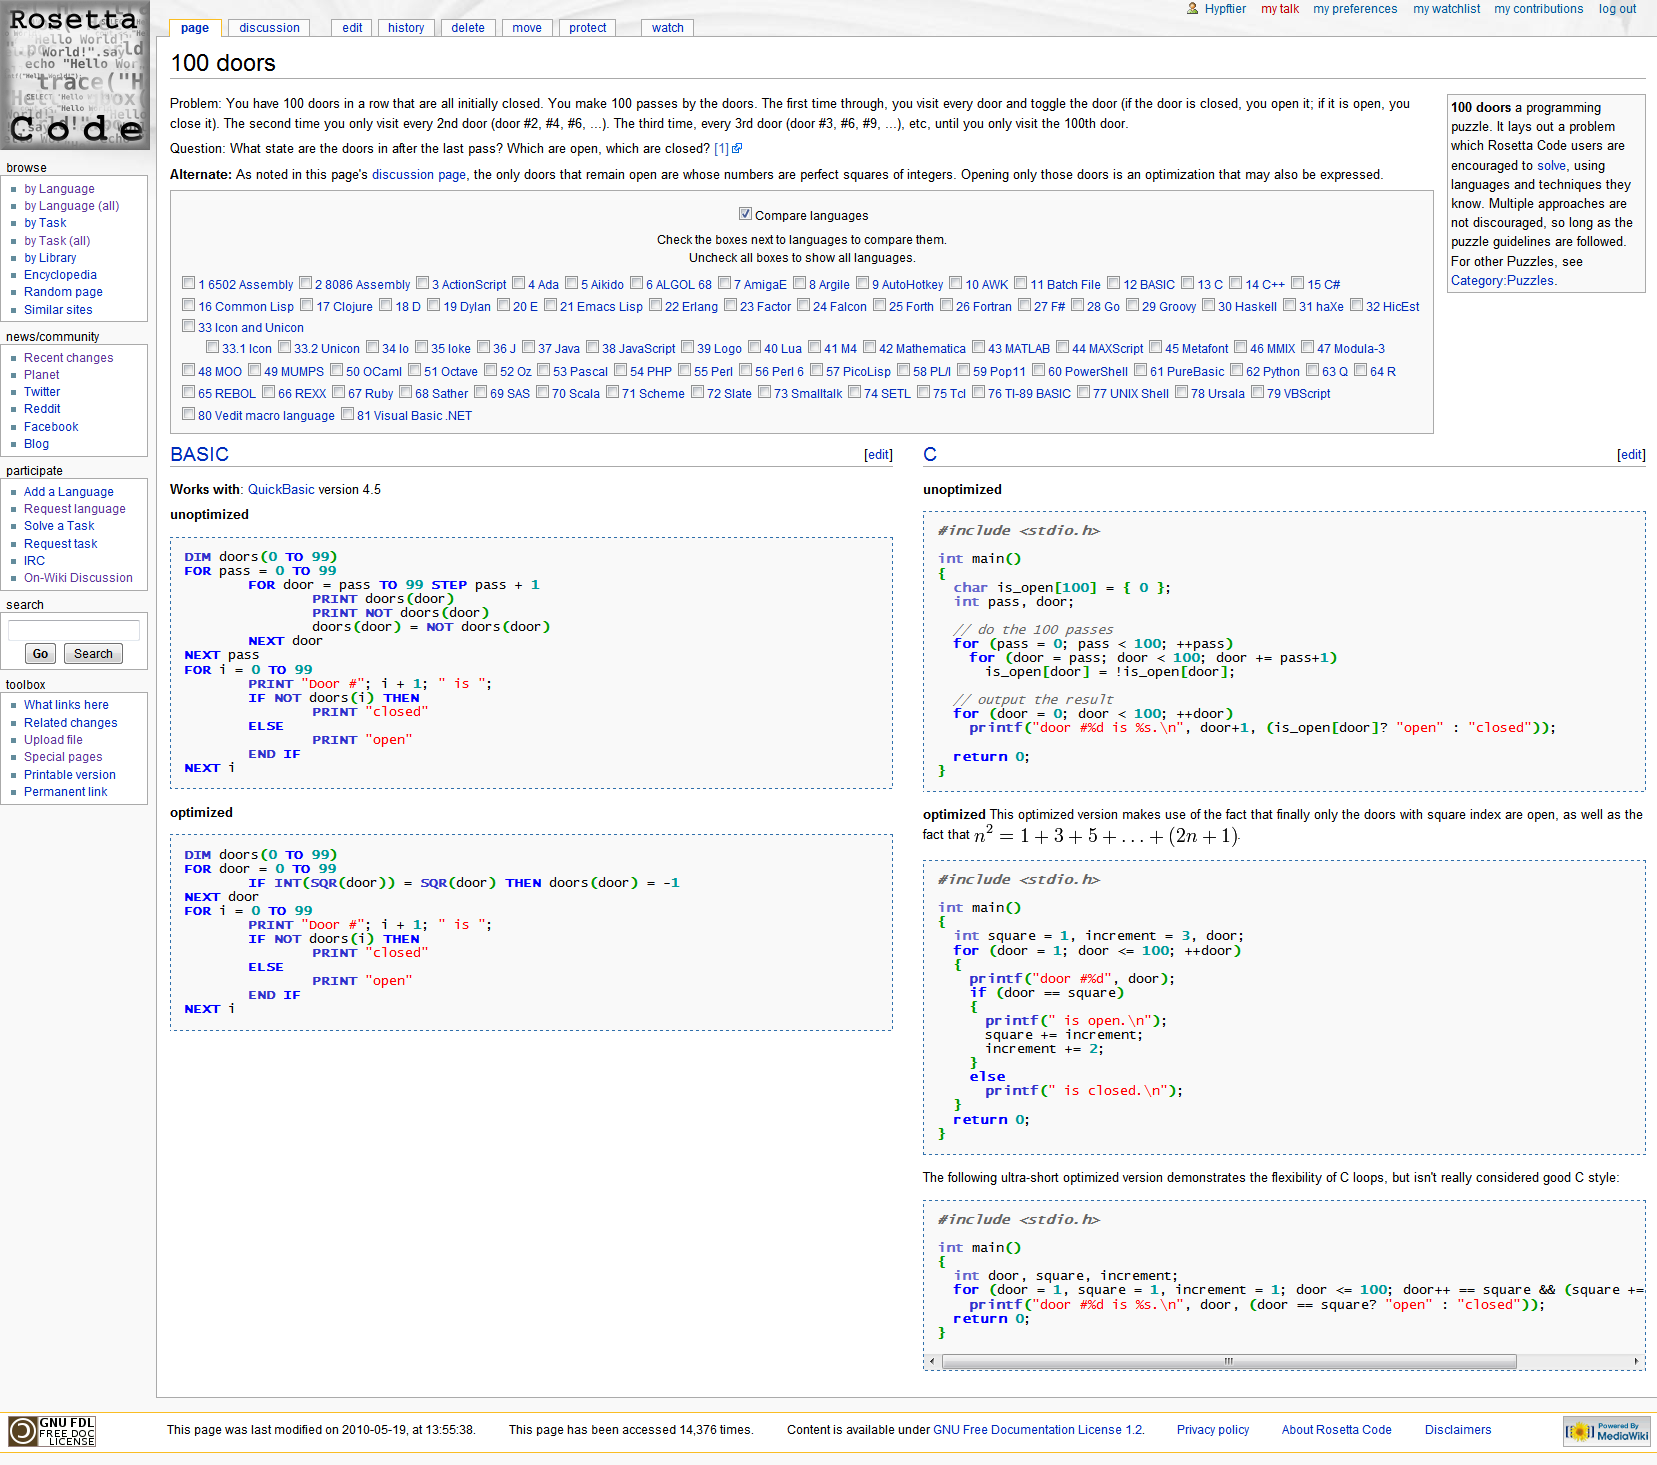 Rosetta
Code
Hypftier my talk my preferences my watchlist my contributions log out
page discussion edit history delete move protect watch
100 doors
Problem: You have 100 doors in a row that are all initially closed. You make 100 passes by the doors. The first time through, you visit every door and toggle the door (if the door is closed, you open it; if it is open, you
close it). The second time you only visit every 2nd door (door #2, #4, #6, ...). The third time, every 3rd door (door #3, #6, #9, ...), etc, until you only visit the 100th door.
Question: What state are the doors in after the last pass? Which are open, which are closed? [1]
Alternate: As noted in this page's discussion page, the only doors that remain open are whose numbers are perfect squares of integers. Opening only those doors is an optimization that may also be expressed.
100 doors a programming
puzzle. It lays out a problem
which Rosetta Code users are
encouraged to solve, using
languages and techniques they
know. Multiple approaches are
not discouraged, so long as the
puzzle guidelines are followed.
For other Puzzles, see
Category:Puzzles.
Compare languages
Check the boxes next to languages to compare them.
Uncheck all boxes to show all languages.
1 6502 Assembly 2 8086 Assembly 3 ActionScript 4 Ada 5 Aikido 6 ALGOL 68 7 AmigaE 8 Argile 9 AutoHotkey 10 AWK 11 Batch File 12 BASIC 13 C 14 C++ 15 C#
16 Common Lisp 17 Clojure 18 D 19 Dylan 20 E 21 Emacs Lisp 22 Erlang 23 Factor 24 Falcon 25 Forth 26 Fortran 27 F# 28 Go 29 Groovy 30 Haskell 31 haXe 32 HicEst
33 Icon and Unicon
33.1 Icon 33.2 Unicon 34 Io 35 Ioke 36 J 37 Java 38 JavaScript 39 Logo 40 Lua 41 M4 42 Mathematica 43 MATLAB 44 MAXScript 45 Metafont 46 MMIX 47 Modula-3
48 MOO 49 MUMPS 50 OCaml 51 Octave 52 Oz 53 Pascal 54 PHP 55 Perl 56 Perl 6 57 PicoLisp 58 PL/I 59 Pop11 60 PowerShell 61 PureBasic 62 Python 63 Q 64 R
65 REBOL 66 REXX 67 Ruby 68 Sather 69 SAS 70 Scala 71 Scheme 72 Slate 73 Smalltalk 74 SETL 75 Tcl 76 TI-89 BASIC 77 UNIX Shell 78 Ursala 79 VBScript
80 Vedit macro language 81 Visual Basic .NET
browse
by Language
by Language (all)
by Task
by Task (all)
by Library
Encyclopedia
Random page
Similar sites
news/community
Recent changes
Planet
Twitter
Reddit
Facebook
Blog
participate
Add a Language
Request language
Solve a Task
Request task
IRC
On-Wiki Discussion
search
Go Search
toolbox
What links here
Related changes
Upload file
Special pages
Printable version
Permanent link
BASIC [edit]
Works with: QuickBasic version 4.5
unoptimized
DIM doors(0 TO 99)
FOR pass = 0 TO 99
FOR door = pass TO 99 STEP pass + 1
PRINT doors(door)
PRINT NOT doors(door)
doors(door) = NOT doors(door)
NEXT door
NEXT pass
FOR i = 0 TO 99
PRINT "Door #"; i + 1; " is ";
IF NOT doors(i) THEN
PRINT "closed"
ELSE
PRINT "open"
END IF
NEXT i
optimized
DIM doors(0 TO 99)
FOR door = 0 TO 99
IF INT(SQR(door)) = SQR(door) THEN doors(door) = -1
NEXT door
FOR i = 0 TO 99
PRINT "Door #"; i + 1; " is ";
IF NOT doors(i) THEN
PRINT "closed"
ELSE
PRINT "open"
END IF
NEXT i
C [edit]
unoptimized
#include <stdio.h>
int main()
{
char is_open[100] = { 0 };
int pass, door;
// do the 100 passes
for (pass = 0; pass < 100; ++pass)
for (door = pass; door < 100; door += pass+1)
is_open[door] = !is_open[door];
// output the result
for (door = 0; door < 100; ++door)
printf("door #%d is %s.\n", door+1, (is_open[door]? "open" : "closed"));
return 0;
}
optimized This optimized version makes use of the fact that finally only the doors with square index are open, as well as the
fact that n² = 1 + 3 + 5 + . . . + (2n + 1).
#include <stdio.h>
int main()
{
int square = 1, increment = 3, door;
for (door = 1; door <= 100; ++door)
{
printf("door #%d", door);
if (door == square)
{
printf(" is open.\n");
square += increment;
increment += 2;
}
else
printf(" is closed.\n");
}
return 0;
}
The following ultra-short optimized version demonstrates the flexibility of C loops, but isn't really considered good C style:
#include <stdio.h>
int main()
{
int door, square, increment;
for (door = 1, square = 1, increment = 1; door <= 100; door++ == square && (square +=
printf("door #%d is %s.\n", door, (door == square? "open" : "closed"));
return 0;
}
GNU FDL
FREE DOC
LICENSE
This page was last modified on 2010-05-19, at 13:55:38. This page has been accessed 14,376 times. Content is available under GNU Free Documentation License 1.2. Privacy policy About Rosetta Code Disclaimers
Powered By
MediaWiki